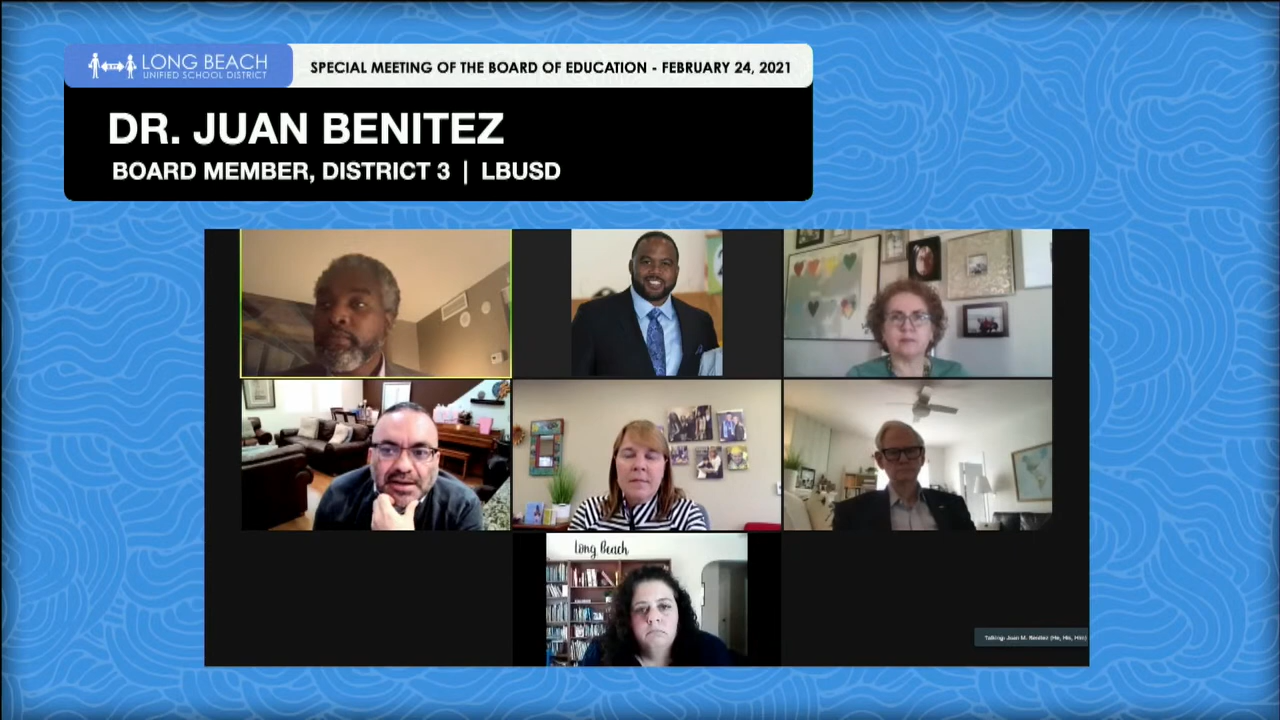 LONG BEACH
UNIFIED SCHOOL DISTRICT
SPECIAL MEETING OF THE BOARD OF EDUCATION - FEBRUARY 24, 2021
DR. JUAN BENITEZ
BOARD MEMBER, DISTRICT 3 | LBUSD
Long Beach
Talking: Juan M. Benitez (He, His, Him)